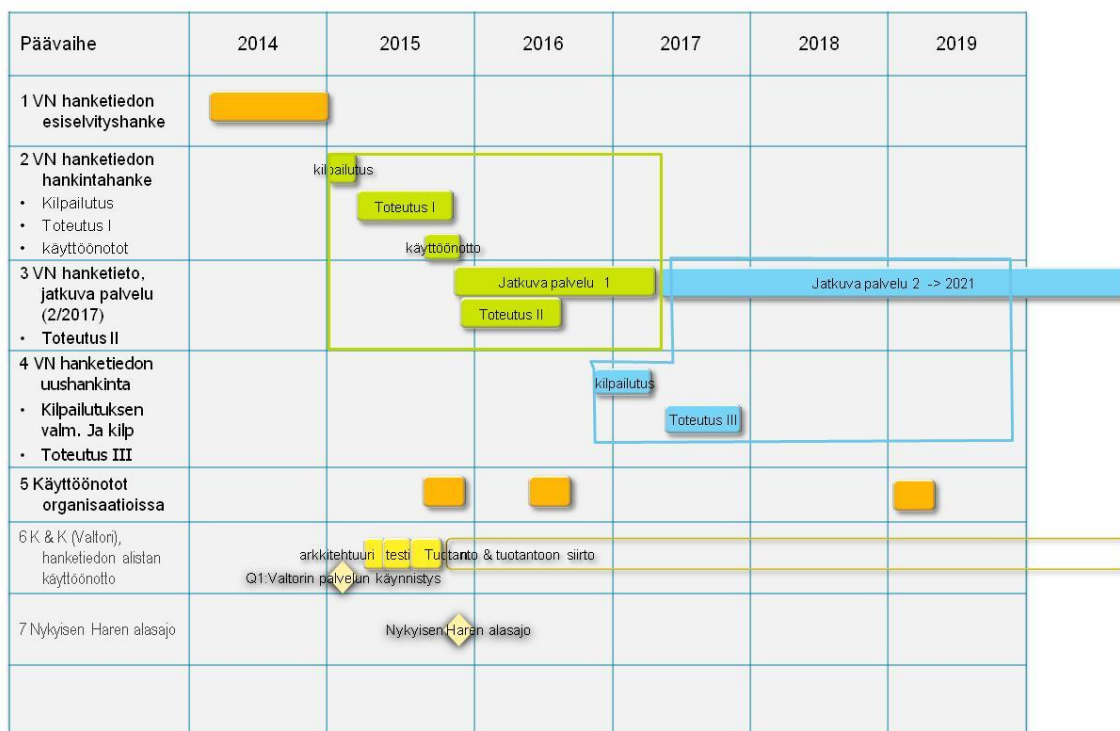 Päävaihe 2014 2015 2016 2017 2018 2019
1 VN hanketiedon
esiselvityshanke
2 VN hanketiedon
hankintahanke
• Kilpailutus
• Toteutus I
• käyttöönotot
kilpailutus
Toteutus I
käyttöönotto
3 VN hanketieto,
jatkuva palvelu
(2/2017)
• Toteutus II
Jatkuva palvelu 1
Jatkuva palvelu 2 -> 2021
Toteutus II
4 VN hanketiedon
uushankinta
• Kilpailutuksen
valm. Ja kilp
• Toteutus III
kilpailutus
Toteutus III
5 Käyttöönotot
organisaatioissa
6 K & K (Valtori),
hanketiedon alistan
käyttöönotto
arkkitehtuuri testi Tuotanto & tuotantoon siirto
Q1:Valtorin palvelun käynnistys
7 Nykyisen Haren alasajo
Nykyisen Haren alasajo